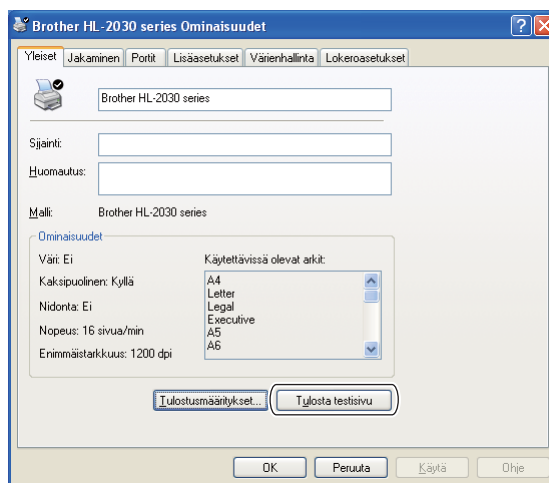 Brother HL-2030 series Ominaisuudet
Yleiset Jakaminen Portit Lisäasetukset Värienhallinta Lokeroasetukset
Brother HL-2030 series
Sijainti:
Huomautus:
Malli: Brother HL-2030 series
Ominaisuudet
Väri: Ei Käytettävissä olevat arkit:
Kaksipuolinen: Kyllä
Nidonta: Ei
Nopeus: 16 sivua/min
Enimmäistarkkuus: 1200 dpi
A4
Letter
Legal
Executive
A5
A6
Tulostusmääritykset... Tulosta testisivu
OK Peruuta Käytä Ohje